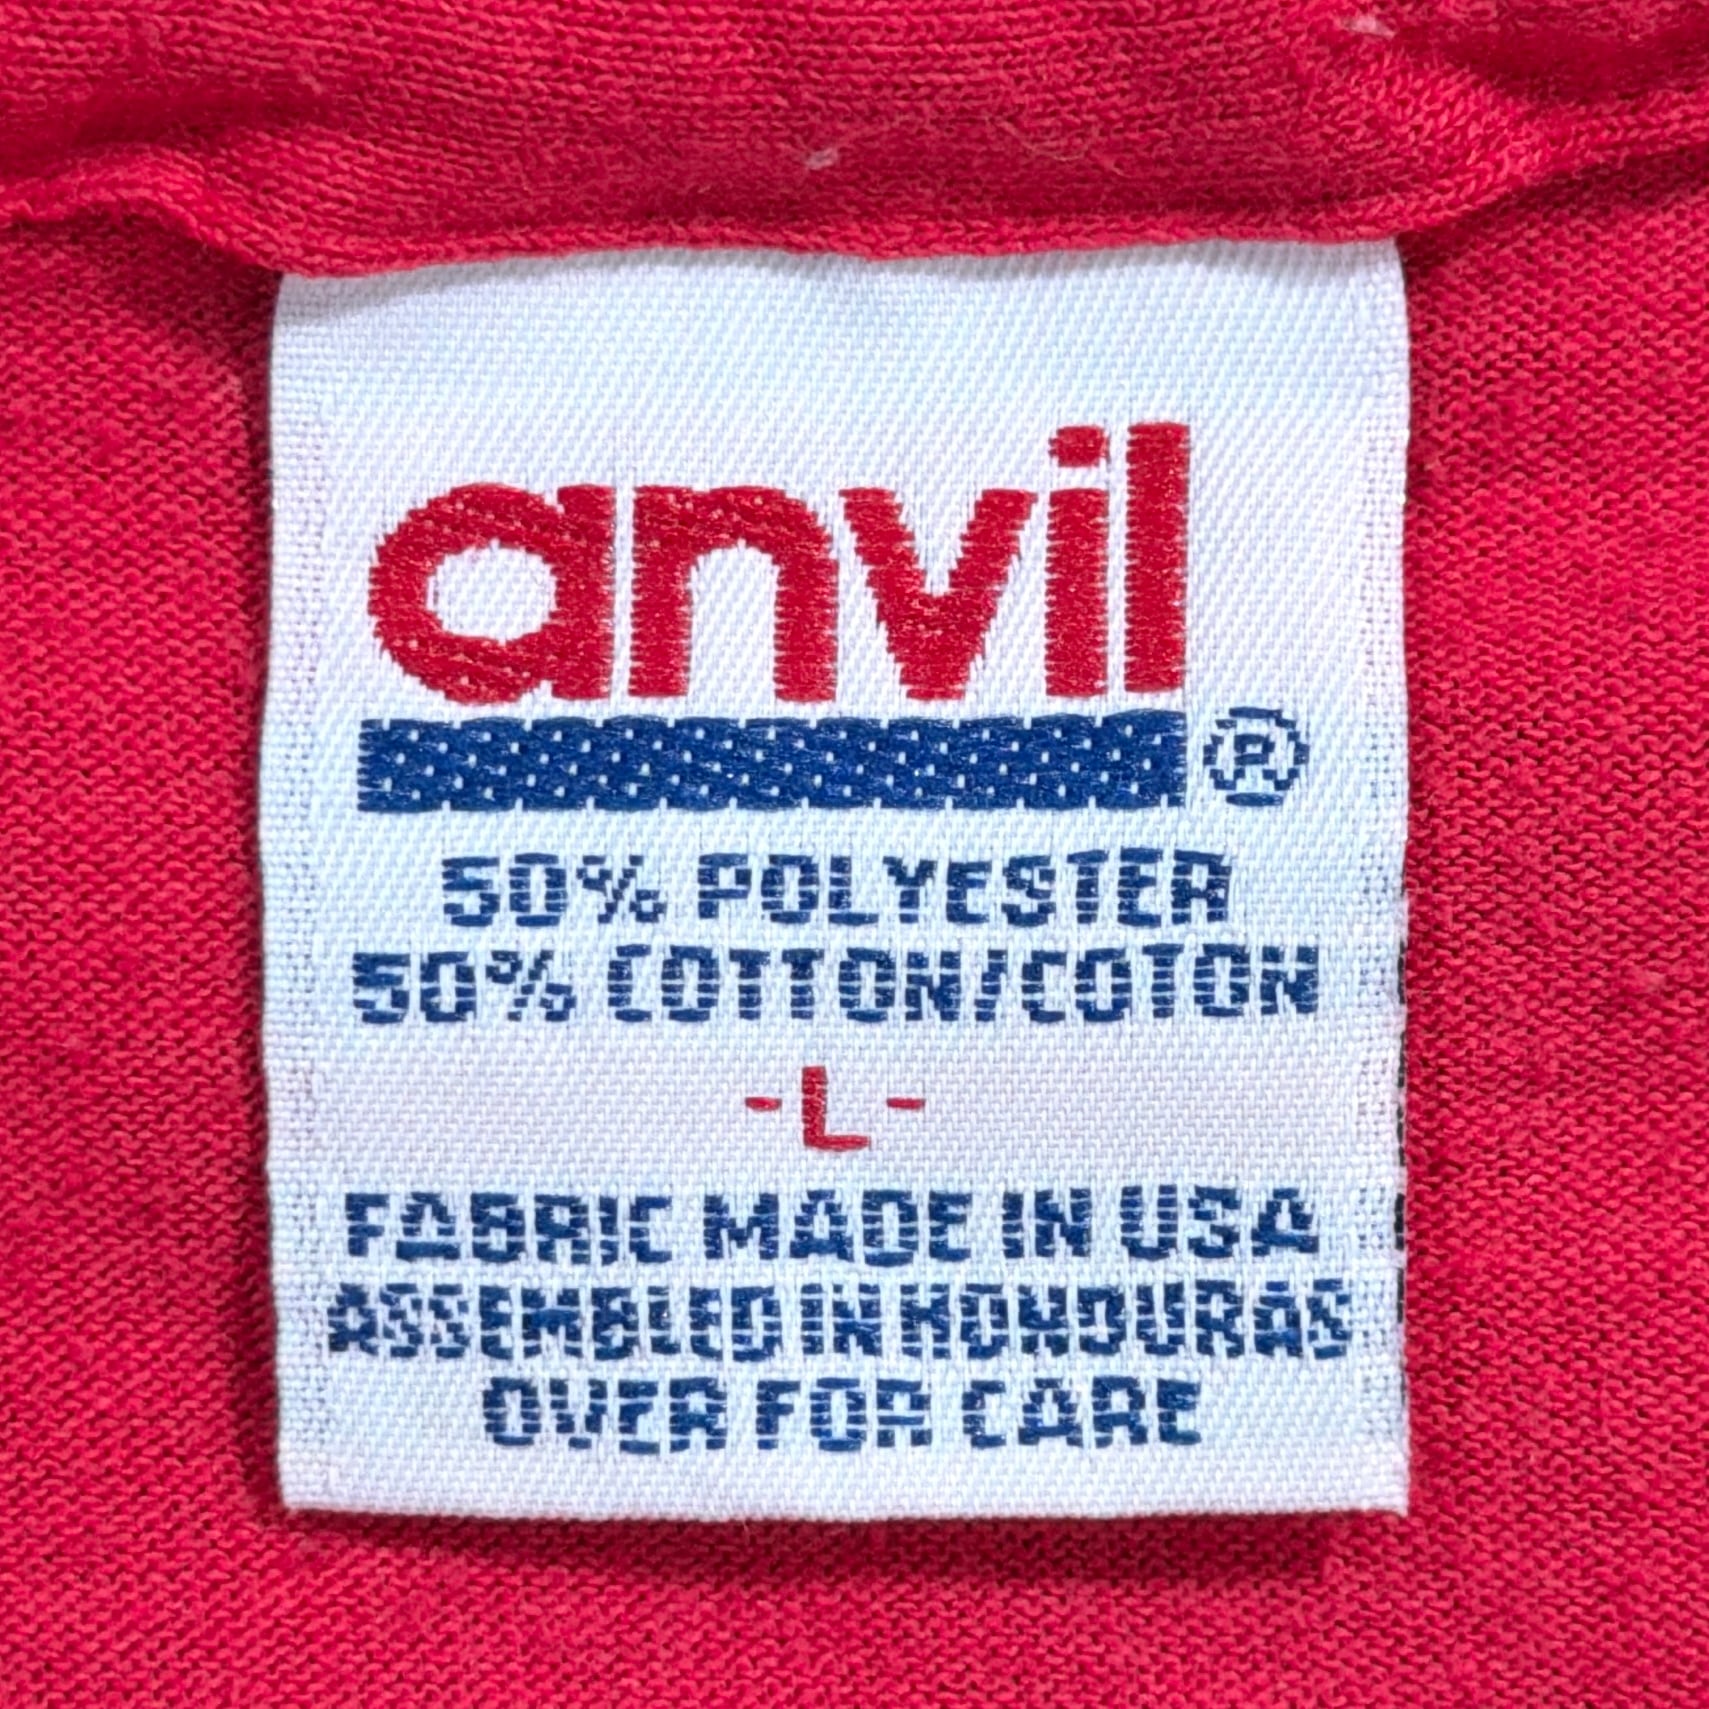 anvil
®
50% POLYESTER
50% COTTON/COTON
-L-
FABRIC MADE IN USA
ASSEMBLED IN HONDURAS
OVER FOR CARE